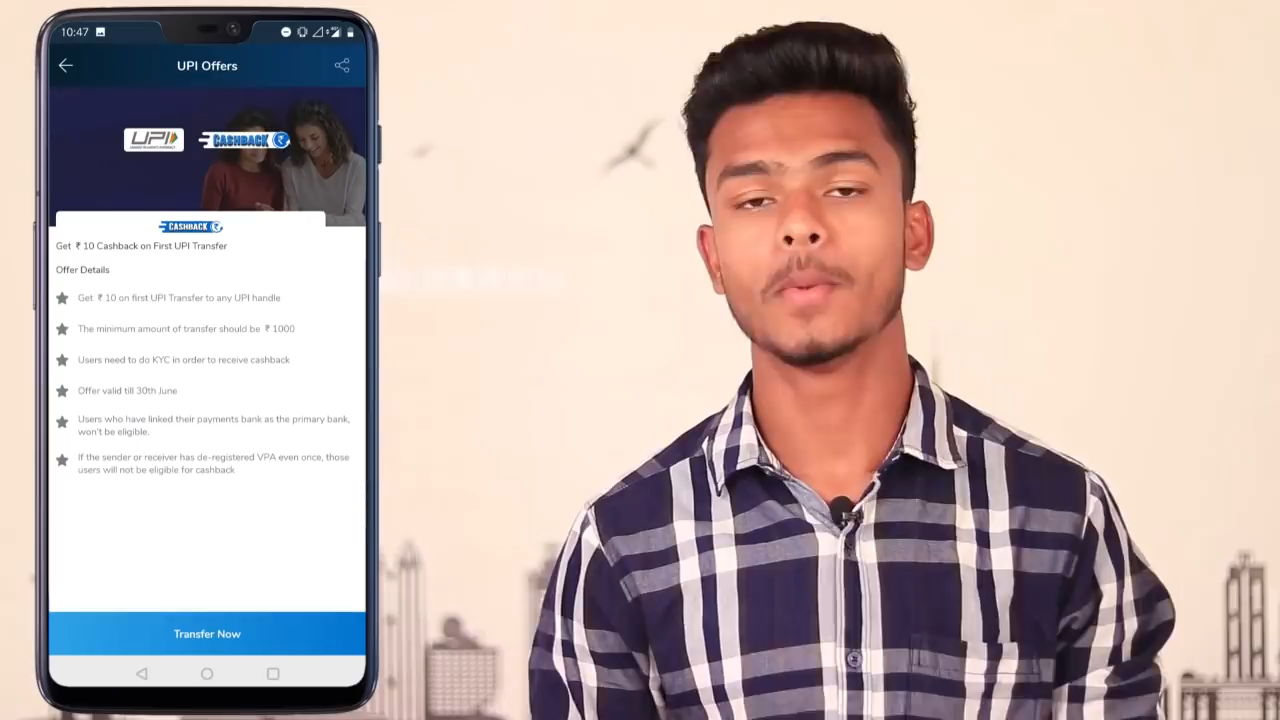 10:47
UPI Offers
UPI
CASHBACK ₹
CASHBACK ₹
Get ₹ 10 Cashback on First UPI Transfer
Offer Details
Get ₹ 10 on first UPI Transfer to any UPI handle
The minimum amount of transfer should be ₹ 1000
Users need to do KYC in order to receive cashback
Offer valid till 30th June
Users who have linked their payments bank as the primary bank,
won't be eligible.
If the sender or receiver has de-registered VPA even once, those
users will not be eligible for cashback
Transfer Now